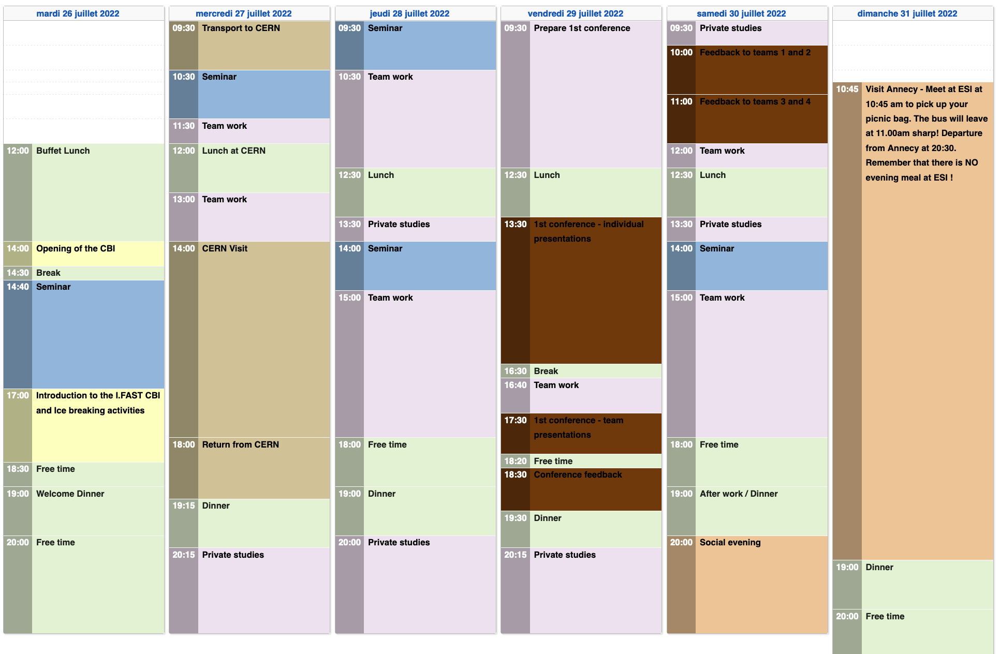 mardi 26 juillet 2022
12:00 Buffet Lunch
14:00 Opening of the CBI
14:30 Break
14:40 Seminar
17:00 Introduction to the I.FAST CBI
and Ice breaking activities
18:30 Free time
19:00 Welcome Dinner
20:00 Free time
mercredi 27 juillet 2022
09:30 Transport to CERN
10:30 Seminar
11:30 Team work
12:00 Lunch at CERN
13:00 Team work
14:00 CERN Visit
18:00 Return from CERN
19:15 Dinner
20:15 Private studies
jeudi 28 juillet 2022
09:30 Seminar
10:30 Team work
12:30 Lunch
13:30 Private studies
14:00 Seminar
15:00 Team work
18:00 Free time
19:00 Dinner
20:00 Private studies
vendredi 29 juillet 2022
09:30 Prepare 1st conference
12:30 Lunch
13:30 1st conference - individual
presentations
16:30 Break
16:40 Team work
17:30 1st conference - team
presentations
18:20 Free time
18:30 Conference feedback
19:30 Dinner
20:15 Private studies
samedi 30 juillet 2022
09:30 Private studies
10:00 Feedback to teams 1 and 2
11:00 Feedback to teams 3 and 4
12:00 Team work
12:30 Lunch
13:30 Private studies
14:00 Seminar
15:00 Team work
18:00 Free time
19:00 After work / Dinner
20:00 Social evening
dimanche 31 juillet 2022
10:45 Visit Annecy - Meet at ESI at
10:45 am to pick up your
picnic bag. The bus will leave
at 11.00am sharp! Departure
from Annecy at 20:30.
Remember that there is NO
evening meal at ESI !
19:00 Dinner
20:00 Free time